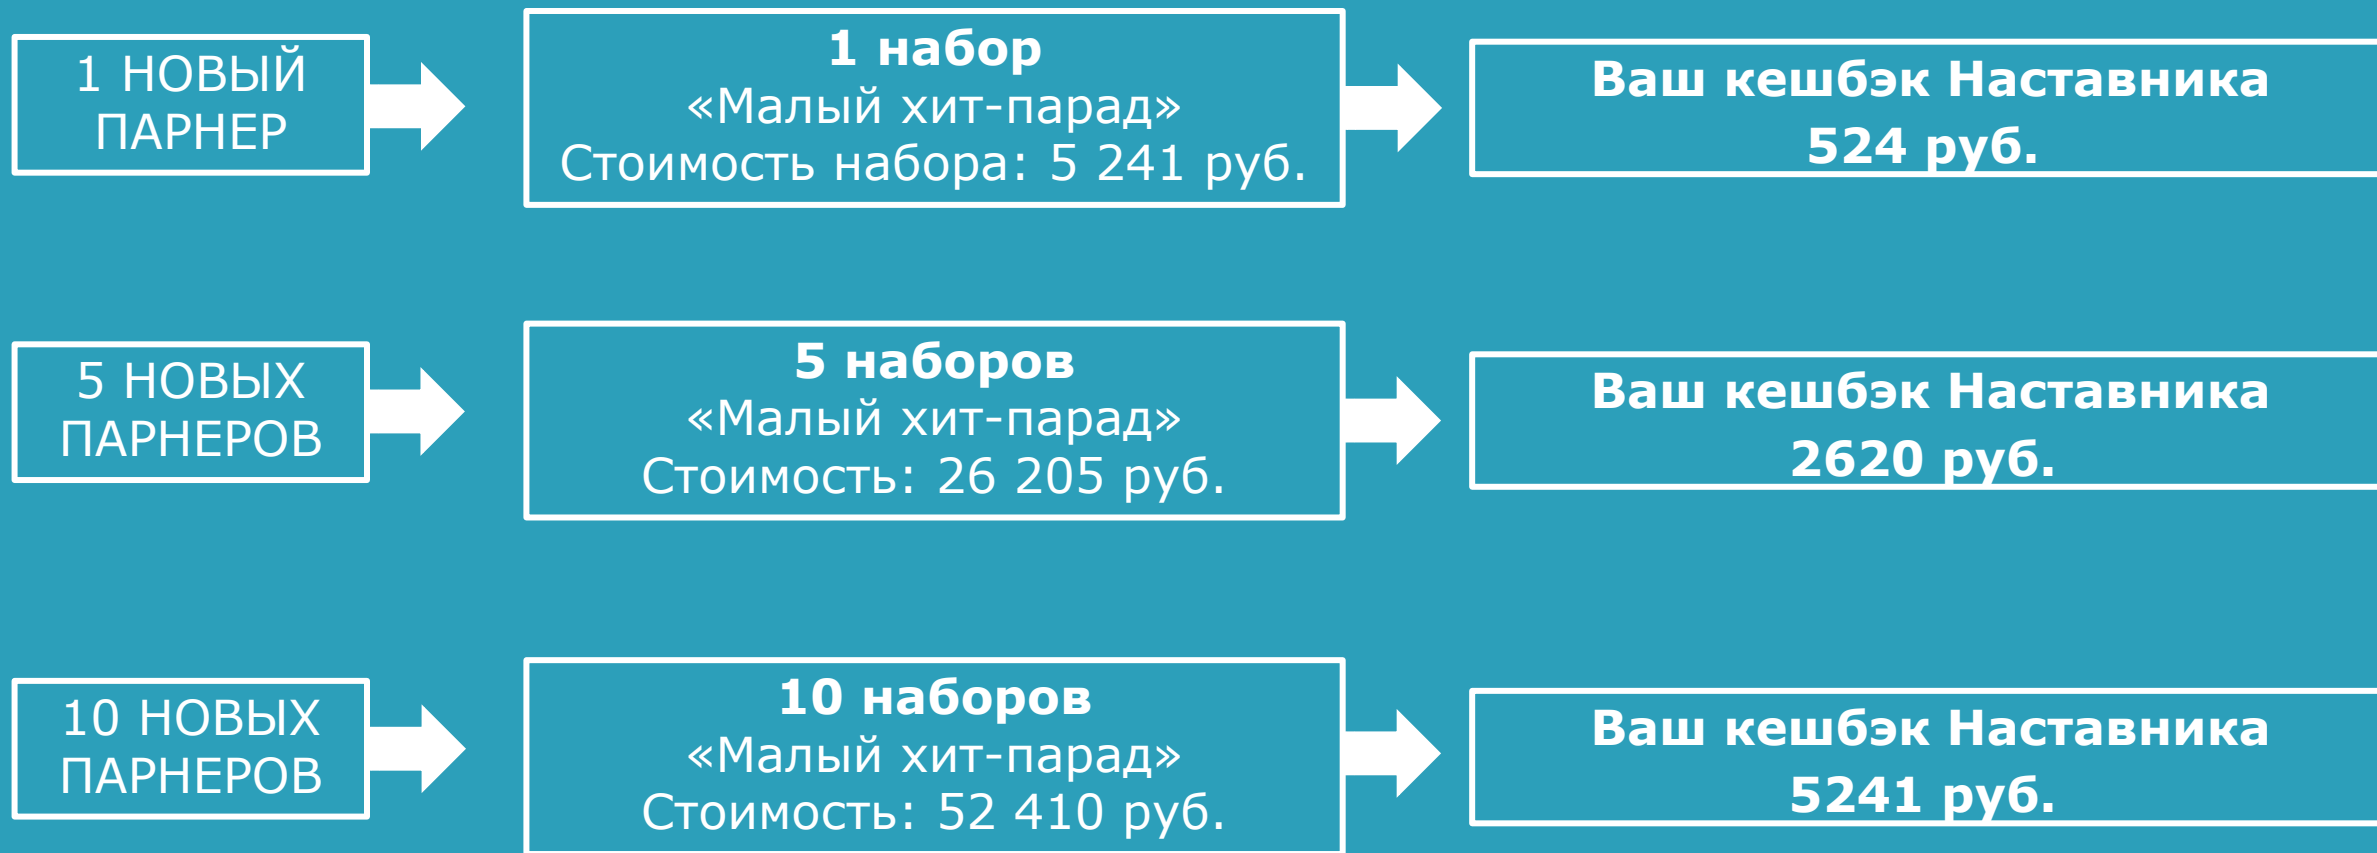 1 НОВЫЙ
ПАРНЕР
1 набор
«Малый хит-парад»
Стоимость набора: 5 241 руб.
Ваш кешбэк Наставника
524 руб.
5 НОВЫХ
ПАРНЕРОВ
5 наборов
«Малый хит-парад»
Стоимость: 26 205 руб.
Ваш кешбэк Наставника
2620 руб.
10 НОВЫХ
ПАРНЕРОВ
10 наборов
«Малый хит-парад»
Стоимость: 52 410 руб.
Ваш кешбэк Наставника
5241 руб.